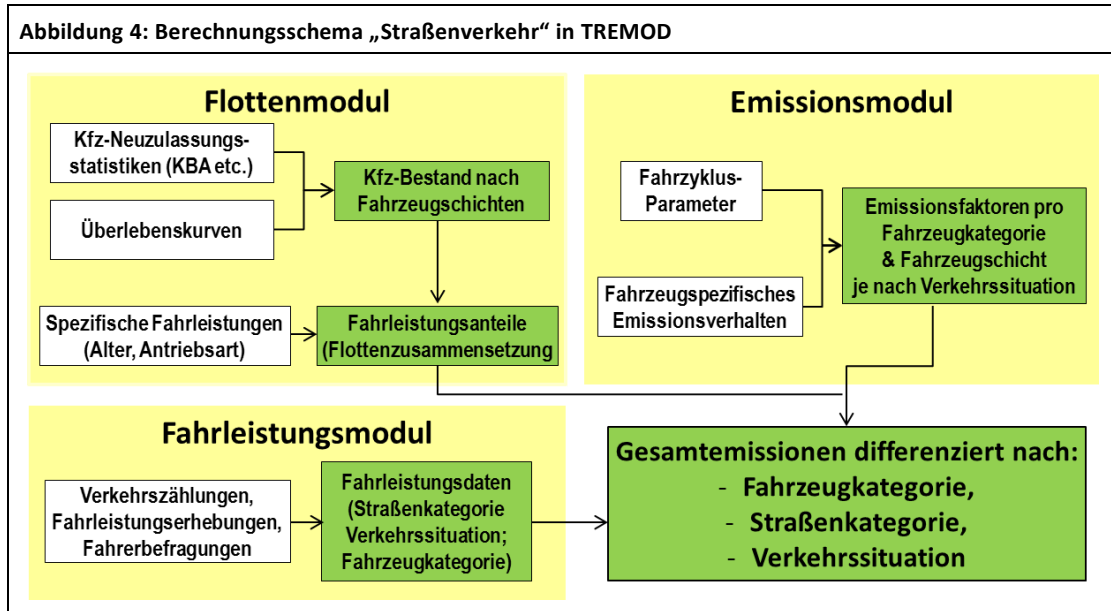 Abbildung 4: Berechnungsschema „Straßenverkehr“ in TREMOD
Flottenmodul
Kfz-Neuzulassungs-
statistiken (KBA etc.)
Überlebenskurven
Kfz-Bestand nach
Fahrzeugschichten
Spezifische Fahrleistungen
(Alter, Antriebsart)
Fahrleistungsanteile
(Flottenzusammensetzung
Emissionsmodul
Fahrzyklus-
Parameter
Fahrzeugspezifisches
Emissionsverhalten
Emissionsfaktoren pro
Fahrzeugkategorie
& Fahrzeugschicht
je nach Verkehrssituation
Fahrleistungsmodul
Verkehrszählungen,
Fahrleistungserhebungen,
Fahrerbefragungen
Fahrleistungsdaten
(Straßenkategorie
Verkehrssituation;
Fahrzeugkategorie)
Gesamtemissionen differenziert nach:
- Fahrzeugkategorie,
- Straßenkategorie,
- Verkehrssituation